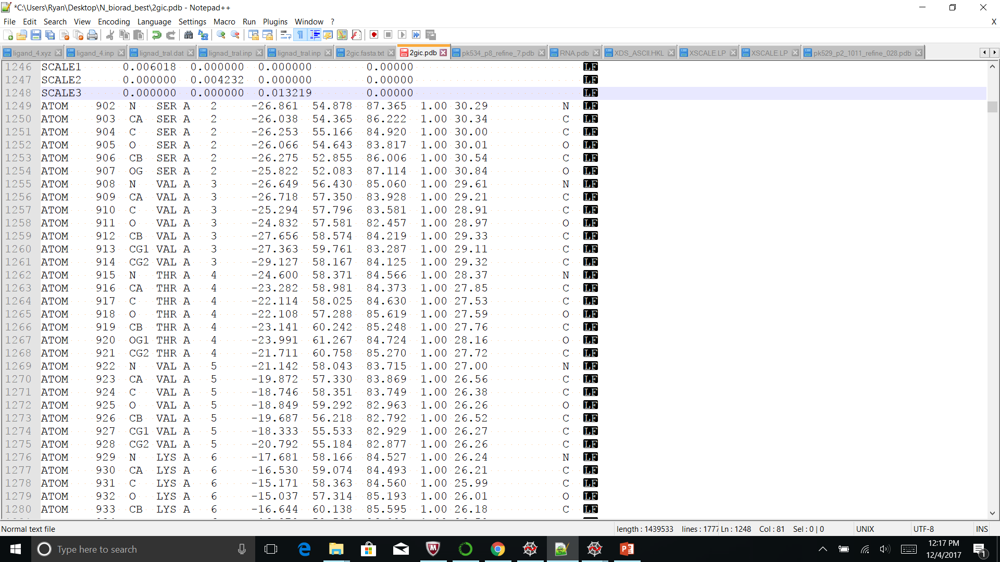 *C:\Users\Ryan\Desktop\N_biorad_best\2gic.pdb - Notepad++
File Edit Search View Encoding Language Settings Macro Run Plugins Window ? X
ligand_4.xyz ligand_4.inp lignad_tral.dat lignad_tral.inp lignad_tral.inp 2gic.fasta.txt 2gic.pdb pk534_p8_refine_7.pdb RNA.pdb XDS_ASCII.HKL XSCALE.LP XSCALE.LP pk529_p2_1011_refine_028.pdb
1246 SCALE1 0.006018 0.000000 0.000000 0.00000 LF
1247 SCALE2 0.000000 0.004232 0.000000 0.00000 LF
1248 SCALE3 0.000000 0.000000 0.013219 0.00000 LF
1249 ATOM 902 N SER A 2 -26.861 54.878 87.365 1.00 30.29 N LF
1250 ATOM 903 CA SER A 2 -26.038 54.365 86.222 1.00 30.34 C LF
1251 ATOM 904 C SER A 2 -26.253 55.166 84.920 1.00 30.00 C LF
1252 ATOM 905 O SER A 2 -26.066 54.643 83.817 1.00 30.01 O LF
1253 ATOM 906 CB SER A 2 -26.275 52.855 86.006 1.00 30.54 C LF
1254 ATOM 907 OG SER A 2 -25.822 52.083 87.114 1.00 30.84 O LF
1255 ATOM 908 N VAL A 3 -26.649 56.430 85.060 1.00 29.61 N LF
1256 ATOM 909 CA VAL A 3 -26.718 57.350 83.928 1.00 29.21 C LF
1257 ATOM 910 C VAL A 3 -25.294 57.796 83.581 1.00 28.91 C LF
1258 ATOM 911 O VAL A 3 -24.832 57.581 82.457 1.00 28.97 O LF
1259 ATOM 912 CB VAL A 3 -27.656 58.574 84.219 1.00 29.33 C LF
1260 ATOM 913 CG1 VAL A 3 -27.363 59.761 83.287 1.00 29.11 C LF
1261 ATOM 914 CG2 VAL A 3 -29.127 58.167 84.125 1.00 29.32 C LF
1262 ATOM 915 N THR A 4 -24.600 58.371 84.566 1.00 28.37 N LF
1263 ATOM 916 CA THR A 4 -23.282 58.981 84.373 1.00 27.85 C LF
1264 ATOM 917 C THR A 4 -22.114 58.025 84.630 1.00 27.53 C LF
1265 ATOM 918 O THR A 4 -22.108 57.288 85.619 1.00 27.59 O LF
1266 ATOM 919 CB THR A 4 -23.141 60.242 85.248 1.00 27.76 C LF
1267 ATOM 920 OG1 THR A 4 -23.991 61.267 84.724 1.00 28.16 O LF
1268 ATOM 921 CG2 THR A 4 -21.711 60.758 85.270 1.00 27.72 C LF
1269 ATOM 922 N VAL A 5 -21.142 58.043 83.715 1.00 27.00 N LF
1270 ATOM 923 CA VAL A 5 -19.872 57.330 83.869 1.00 26.56 C LF
1271 ATOM 924 C VAL A 5 -18.746 58.351 83.749 1.00 26.38 C LF
1272 ATOM 925 O VAL A 5 -18.849 59.292 82.963 1.00 26.26 O LF
1273 ATOM 926 CB VAL A 5 -19.687 56.218 82.792 1.00 26.52 C LF
1274 ATOM 927 CG1 VAL A 5 -18.333 55.533 82.929 1.00 26.27 C LF
1275 ATOM 928 CG2 VAL A 5 -20.792 55.184 82.877 1.00 26.26 C LF
1276 ATOM 929 N LYS A 6 -17.681 58.166 84.527 1.00 26.24 N LF
1277 ATOM 930 CA LYS A 6 -16.530 59.074 84.493 1.00 26.21 C LF
1278 ATOM 931 C LYS A 6 -15.171 58.363 84.560 1.00 25.99 C LF
1279 ATOM 932 O LYS A 6 -15.037 57.314 85.193 1.00 26.01 O LF
1280 ATOM 933 CB LYS A 6 -16.644 60.138 85.595 1.00 26.18 C LF
Normal text file length : 1439533 lines : 1777 Ln : 1248 Col : 81 Sel : 0 | 0 UNIX UTF-8 INS
Type here to search
12:17 PM
12/4/2017
1